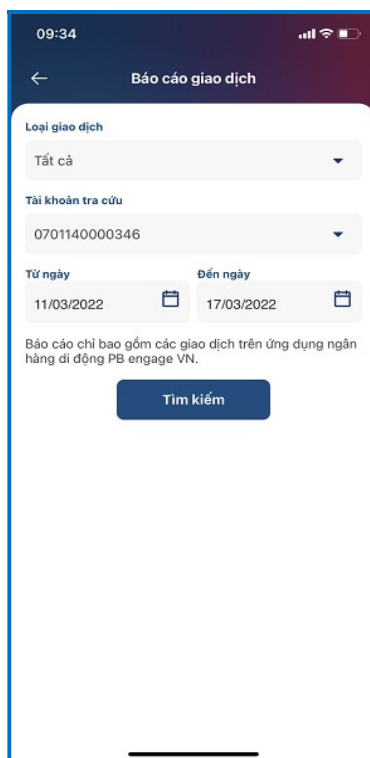 09:34
Báo cáo giao dịch
Loại giao dịch
Tất cả
Tài khoản tra cứu
0701140000346
Từ ngày
Đến ngày
11/03/2022
17/03/2022
Báo cáo chỉ bao gồm các giao dịch trên ứng dụng ngân
hàng di động PB engage VN.
Tìm kiếm